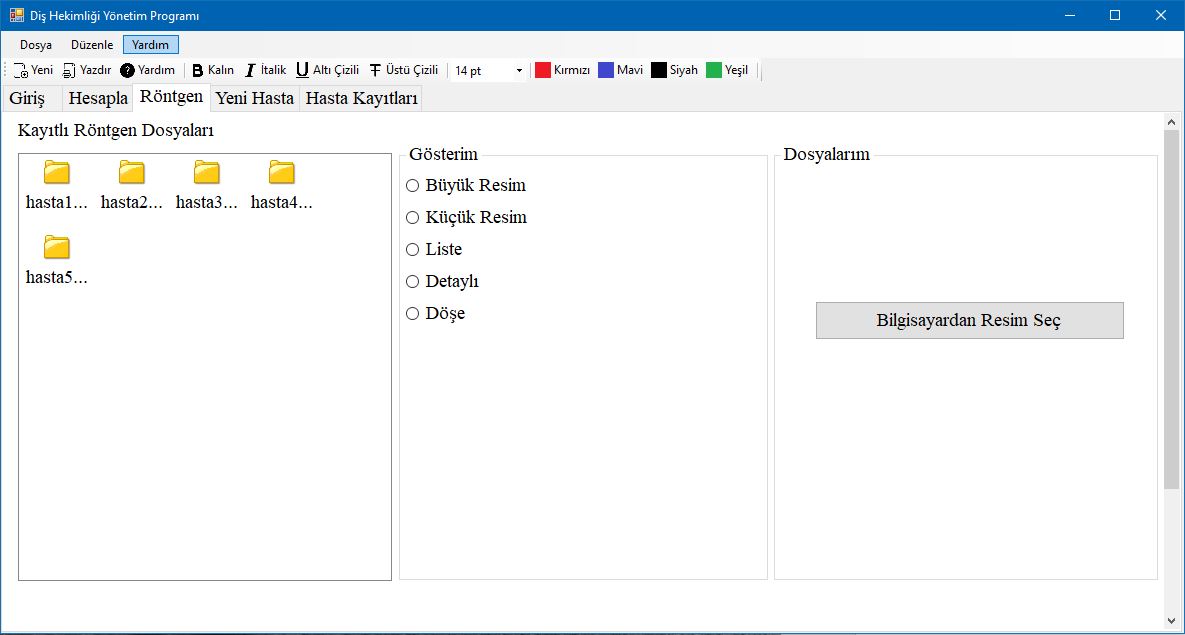 Diş Hekimliği Yönetim Programı
Dosya Düzenle Yardım
Yeni Yazdır Yardım B Kalın I İtalik U Altı Çizili T Üstü Çizili 14 pt Kırmızı Mavi Siyah Yeşil
Giriş Hesapla Röntgen Yeni Hasta Hasta Kayıtları
Kayıtlı Röntgen Dosyaları
hasta1... hasta2... hasta3... hasta4...
hasta5...
Gösterim
Büyük Resim
Küçük Resim
Liste
Detaylı
Döşe
Dosyalarım
Bilgisayardan Resim Seç